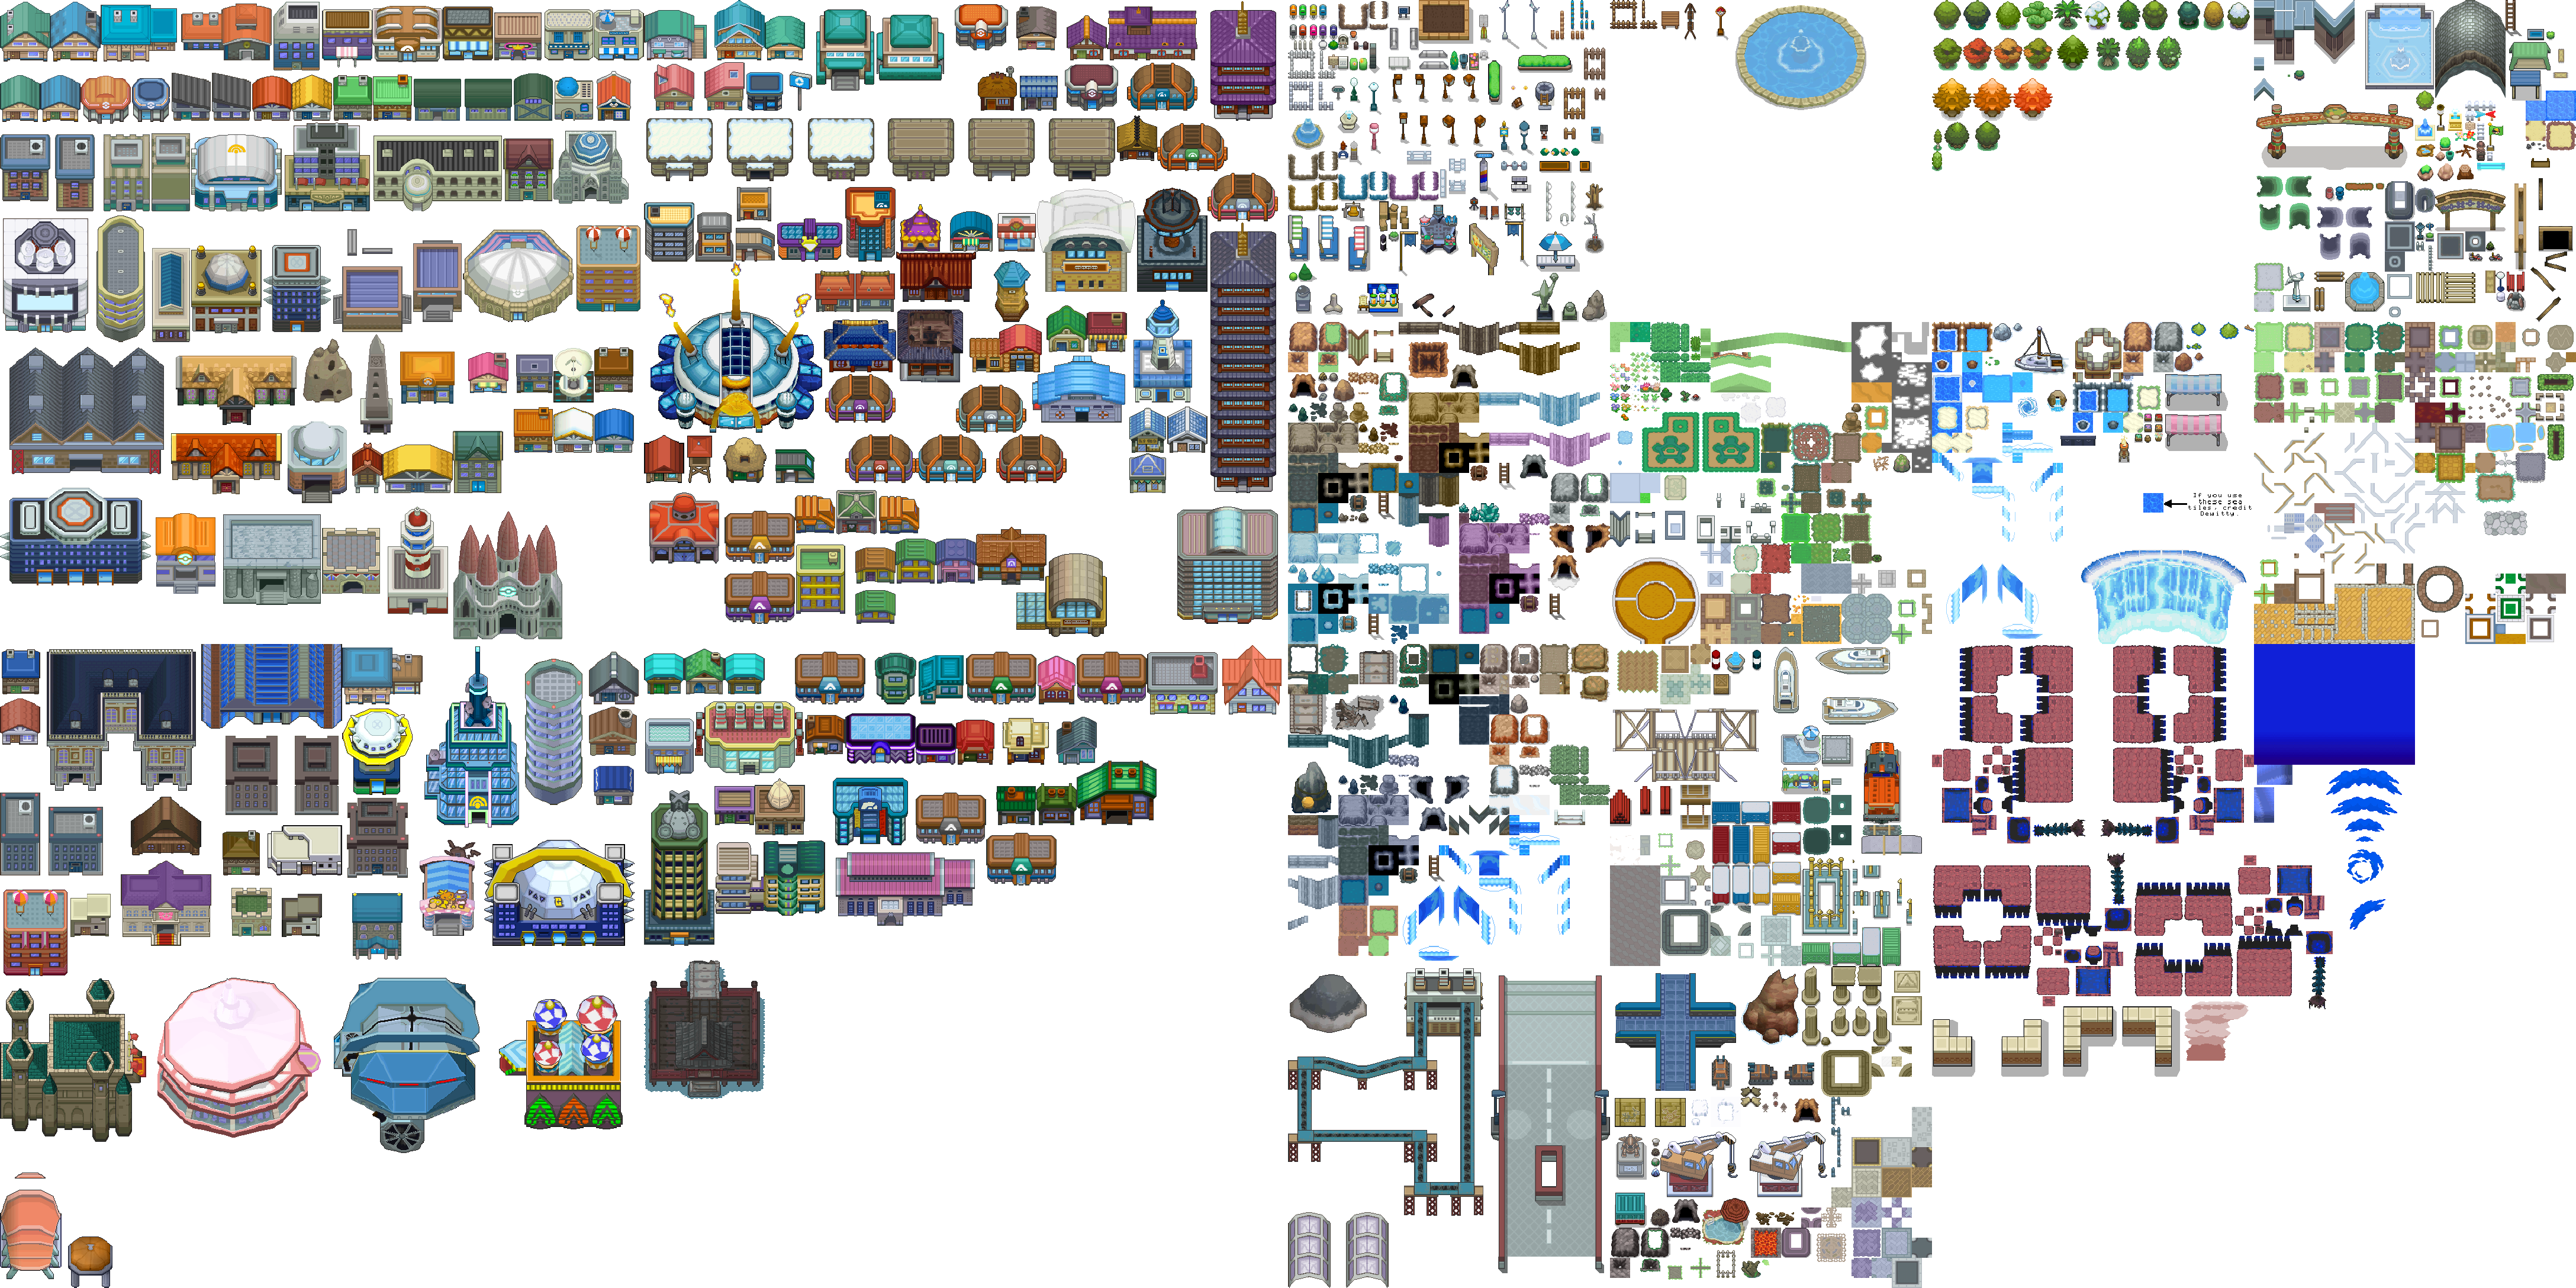 If you use
these sea
tiles, credit
Dewitty.